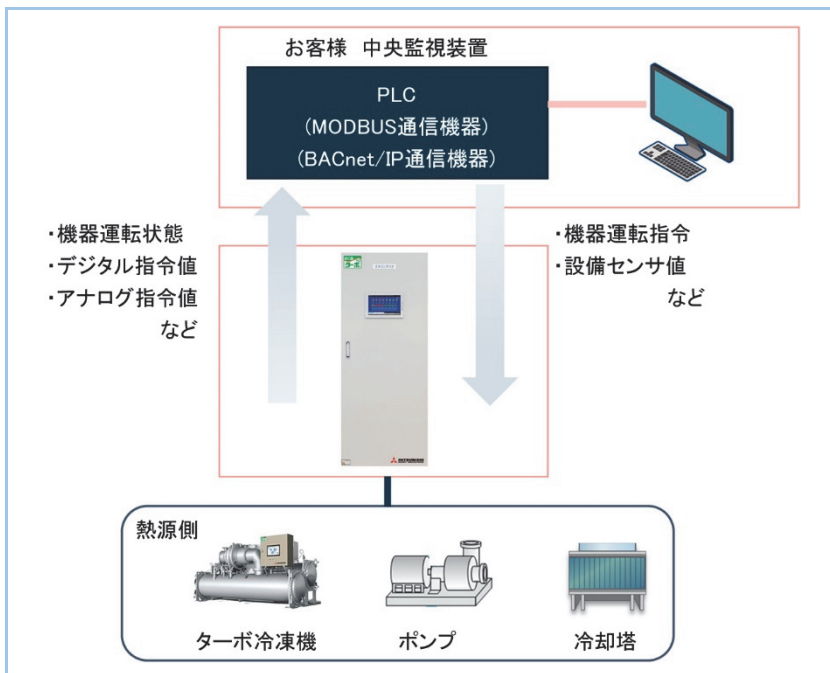 お客様 中央監視装置
PLC
(MODBUS通信機器)
(BACnet/IP通信機器)
・機器運転状態
・デジタル指令値
・アナログ指令値
など
・機器運転指令
・設備センサ値
など
熱源側
ターボ冷凍機
ポンプ
冷却塔